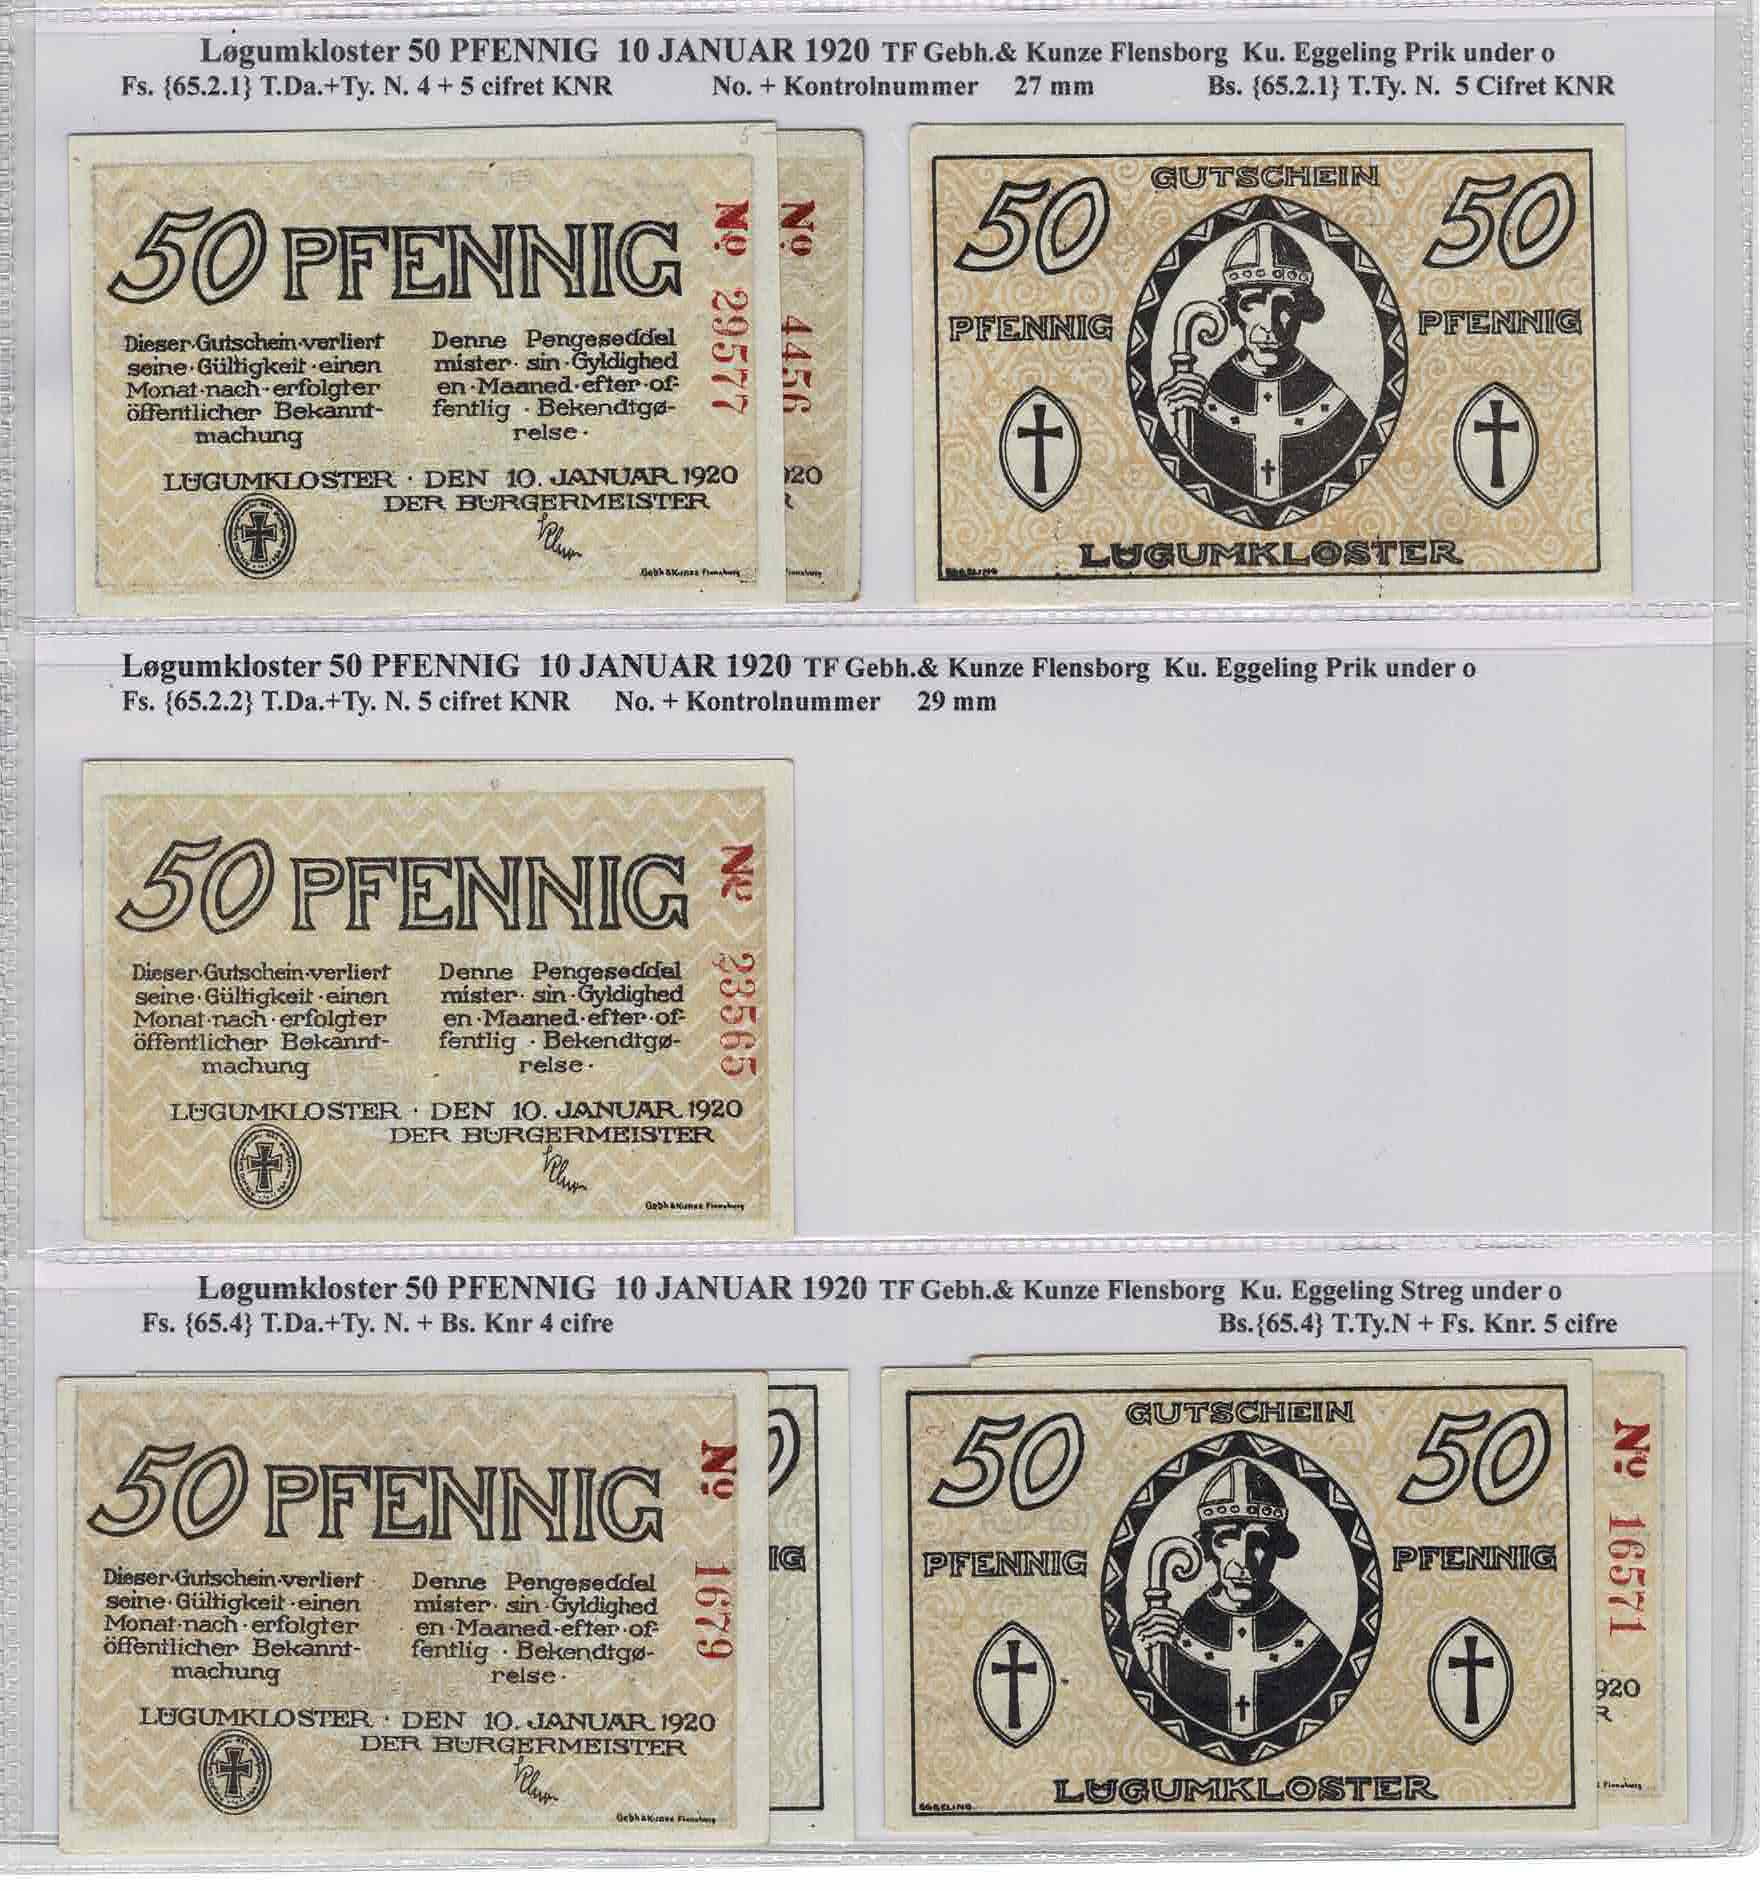 Løgumkloster 50 PFENNIG 10 JANUAR 1920 TF Gebh.& Kunze Flensborg Ku. Eggeling Prik under o
Fs. {65.2.1} T.Da.+Ty. N. 4 + 5 cifret KNR No. + Kontrolnummer 27 mm Bs. {65.2.1} T.Ty. N. 5 Cifret KNR
50 PFENNIG
Dieser·Gutschein·verliert
seine·Gültigkeit·einen
Monat·nach·erfolgter
öffentlicher Bekannt-
machung
Denne Pengeseddel
mister·sin·Gyldighed
en·Maaned·efter·of-
fentlig·Bekendtgø-
relse·
LÜGUMKLOSTER · DEN 10. JANUAR 1920
DER BÜRGERMEISTER
Gebh&Kunze Flensburg
No 29577
No 4456
920
R
Flensburg
GUTSCHEIN
50 50
PFENNIG PFENNIG
LÜGUMKLOSTER
EGGELING
Løgumkloster 50 PFENNIG 10 JANUAR 1920 TF Gebh.& Kunze Flensborg Ku. Eggeling Prik under o
Fs. {65.2.2} T.Da.+Ty. N. 5 cifret KNR No. + Kontrolnummer 29 mm
50 PFENNIG
Dieser·Gutschein·verliert
seine·Gültigkeit·einen
Monat·nach·erfolgter
öffentlicher Bekannt-
machung
Denne Pengeseddel
mister·sin·Gyldighed
en·Maaned·efter·of-
fentlig·Bekendtgø-
relse·
LÜGUMKLOSTER · DEN 10. JANUAR 1920
DER BÜRGERMEISTER
Gebh&Kunze Flensburg
No 23565
Løgumkloster 50 PFENNIG 10 JANUAR 1920 TF Gebh.& Kunze Flensborg Ku. Eggeling Streg under o
Fs. {65.4} T.Da.+Ty. N. + Bs. Knr 4 cifre Bs.{65.4} T.Ty.N + Fs. Knr. 5 cifre
50 PFENNIG
Dieser·Gutschein·verliert
seine·Gültigkeit·einen
Monat·nach·erfolgter
öffentlicher Bekannt-
machung
Denne Pengeseddel
mister·sin·Gyldighed
en·Maaned·efter·of-
fentlig·Bekendtgø-
relse·
LÜGUMKLOSTER · DEN 10. JANUAR 1920
DER BÜRGERMEISTER
Gebh&Kunze Flensburg
No 1679
IG
GUTSCHEIN
50 50
PFENNIG PFENNIG
LÜGUMKLOSTER
EGGELING
No 16571
920
R
Flensburg